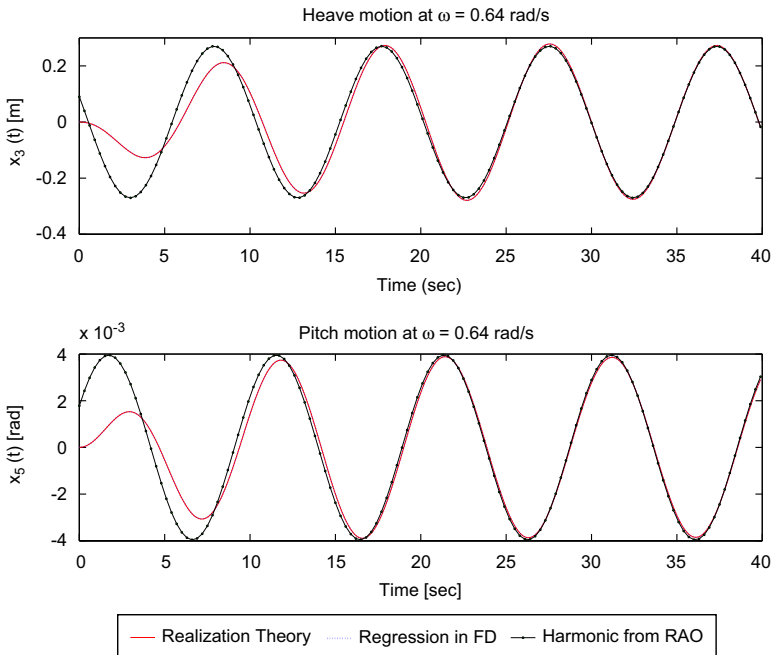 Heave motion at ω = 0.64 rad/s
x3 (t) [m]
0.2
0
-0.2
-0.4
0 5 10 15 20 25 30 35 40
Time (sec)
x 10-3
Pitch motion at ω = 0.64 rad/s
x5 (t) [rad]
4
2
0
-2
-4
0 5 10 15 20 25 30 35 40
Time [sec]
Realization Theory Regression in FD Harmonic from RAO